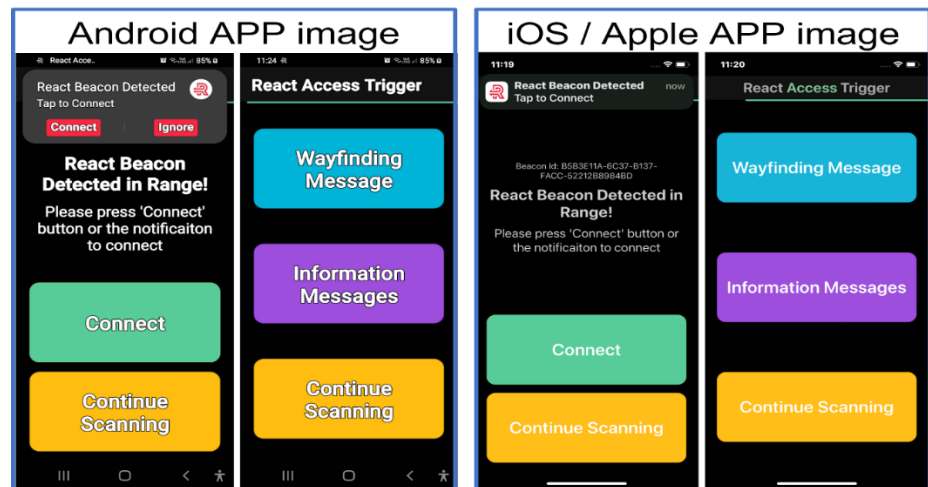 Android APP image
React Acce..
85%
React Beacon Detected
Tap to Connect
Connect
Ignore
React Beacon
Detected in Range!
Please press 'Connect'
button or the notificaiton
to connect
Connect
Continue
Scanning
11:24
85%
React Access Trigger
Wayfinding
Message
Information
Messages
Continue
Scanning
iOS / Apple APP image
11:19
React Beacon Detected
now
Tap to Connect
Beacon Id: B5B3E11A-6C37-B137-
FACC-52212B8984BD
React Beacon Detected in
Range!
Please press 'Connect' button or
the notificaiton to connect
Connect
Continue Scanning
11:20
React Access Trigger
Wayfinding Message
Information Messages
Continue Scanning